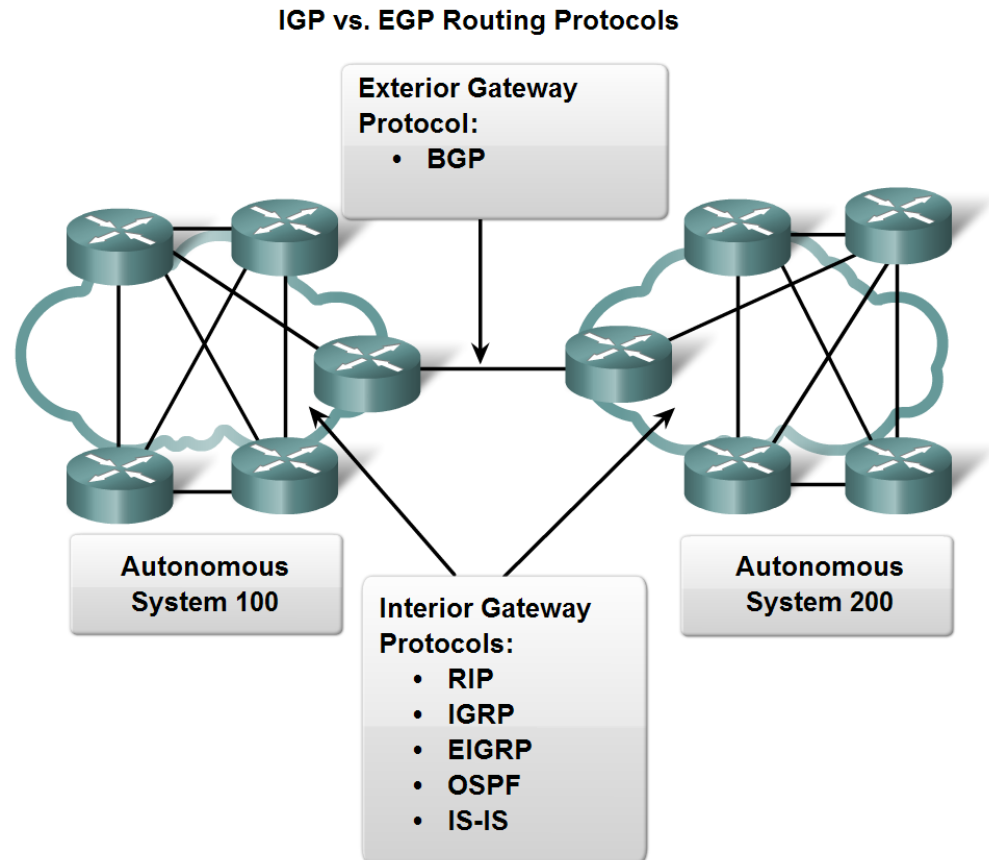 IGP vs. EGP Routing Protocols
Exterior Gateway
Protocol:
• BGP
Autonomous
System 100
Autonomous
System 200
Interior Gateway
Protocols:
• RIP
• IGRP
• EIGRP
• OSPF
• IS-IS